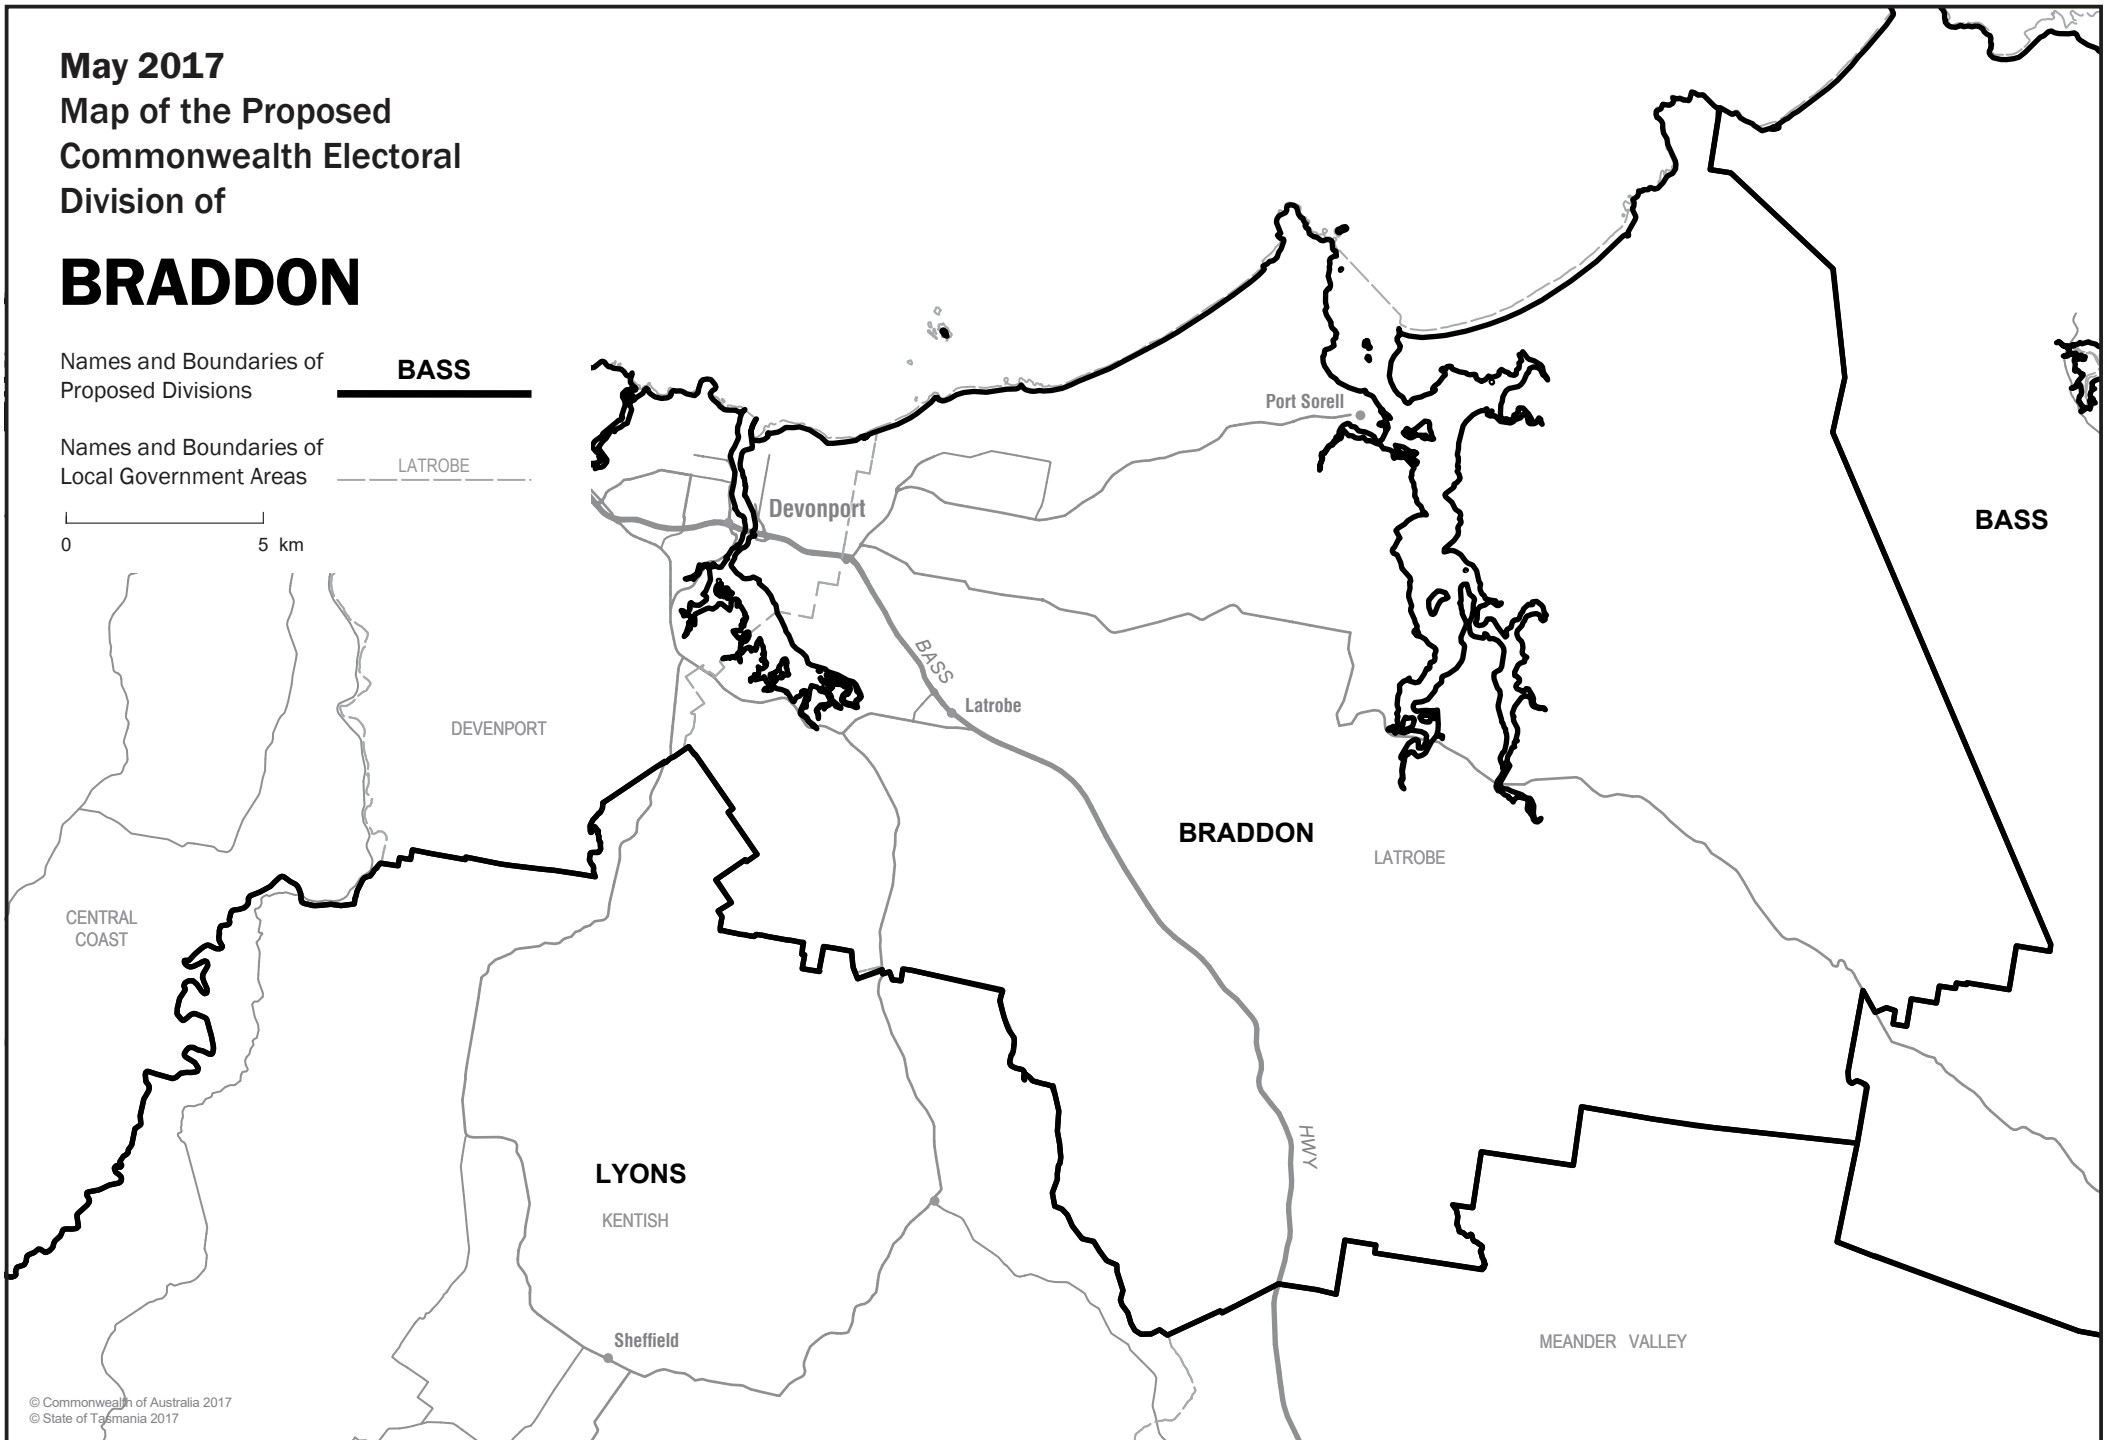 May 2017
Map of the Proposed
Commonwealth Electoral
Division of
BRADDON
Names and Boundaries of
Proposed Divisions
BASS
Names and Boundaries of
Local Government Areas
LATROBE
0 5 km
Port Sorell
Devonport
BASS
BASS
Latrobe
DEVENPORT
BRADDON
LATROBE
CENTRAL
COAST
HWY
LYONS
KENTISH
Sheffield
MEANDER VALLEY
© Commonwealth of Australia 2017
© State of Tasmania 2017